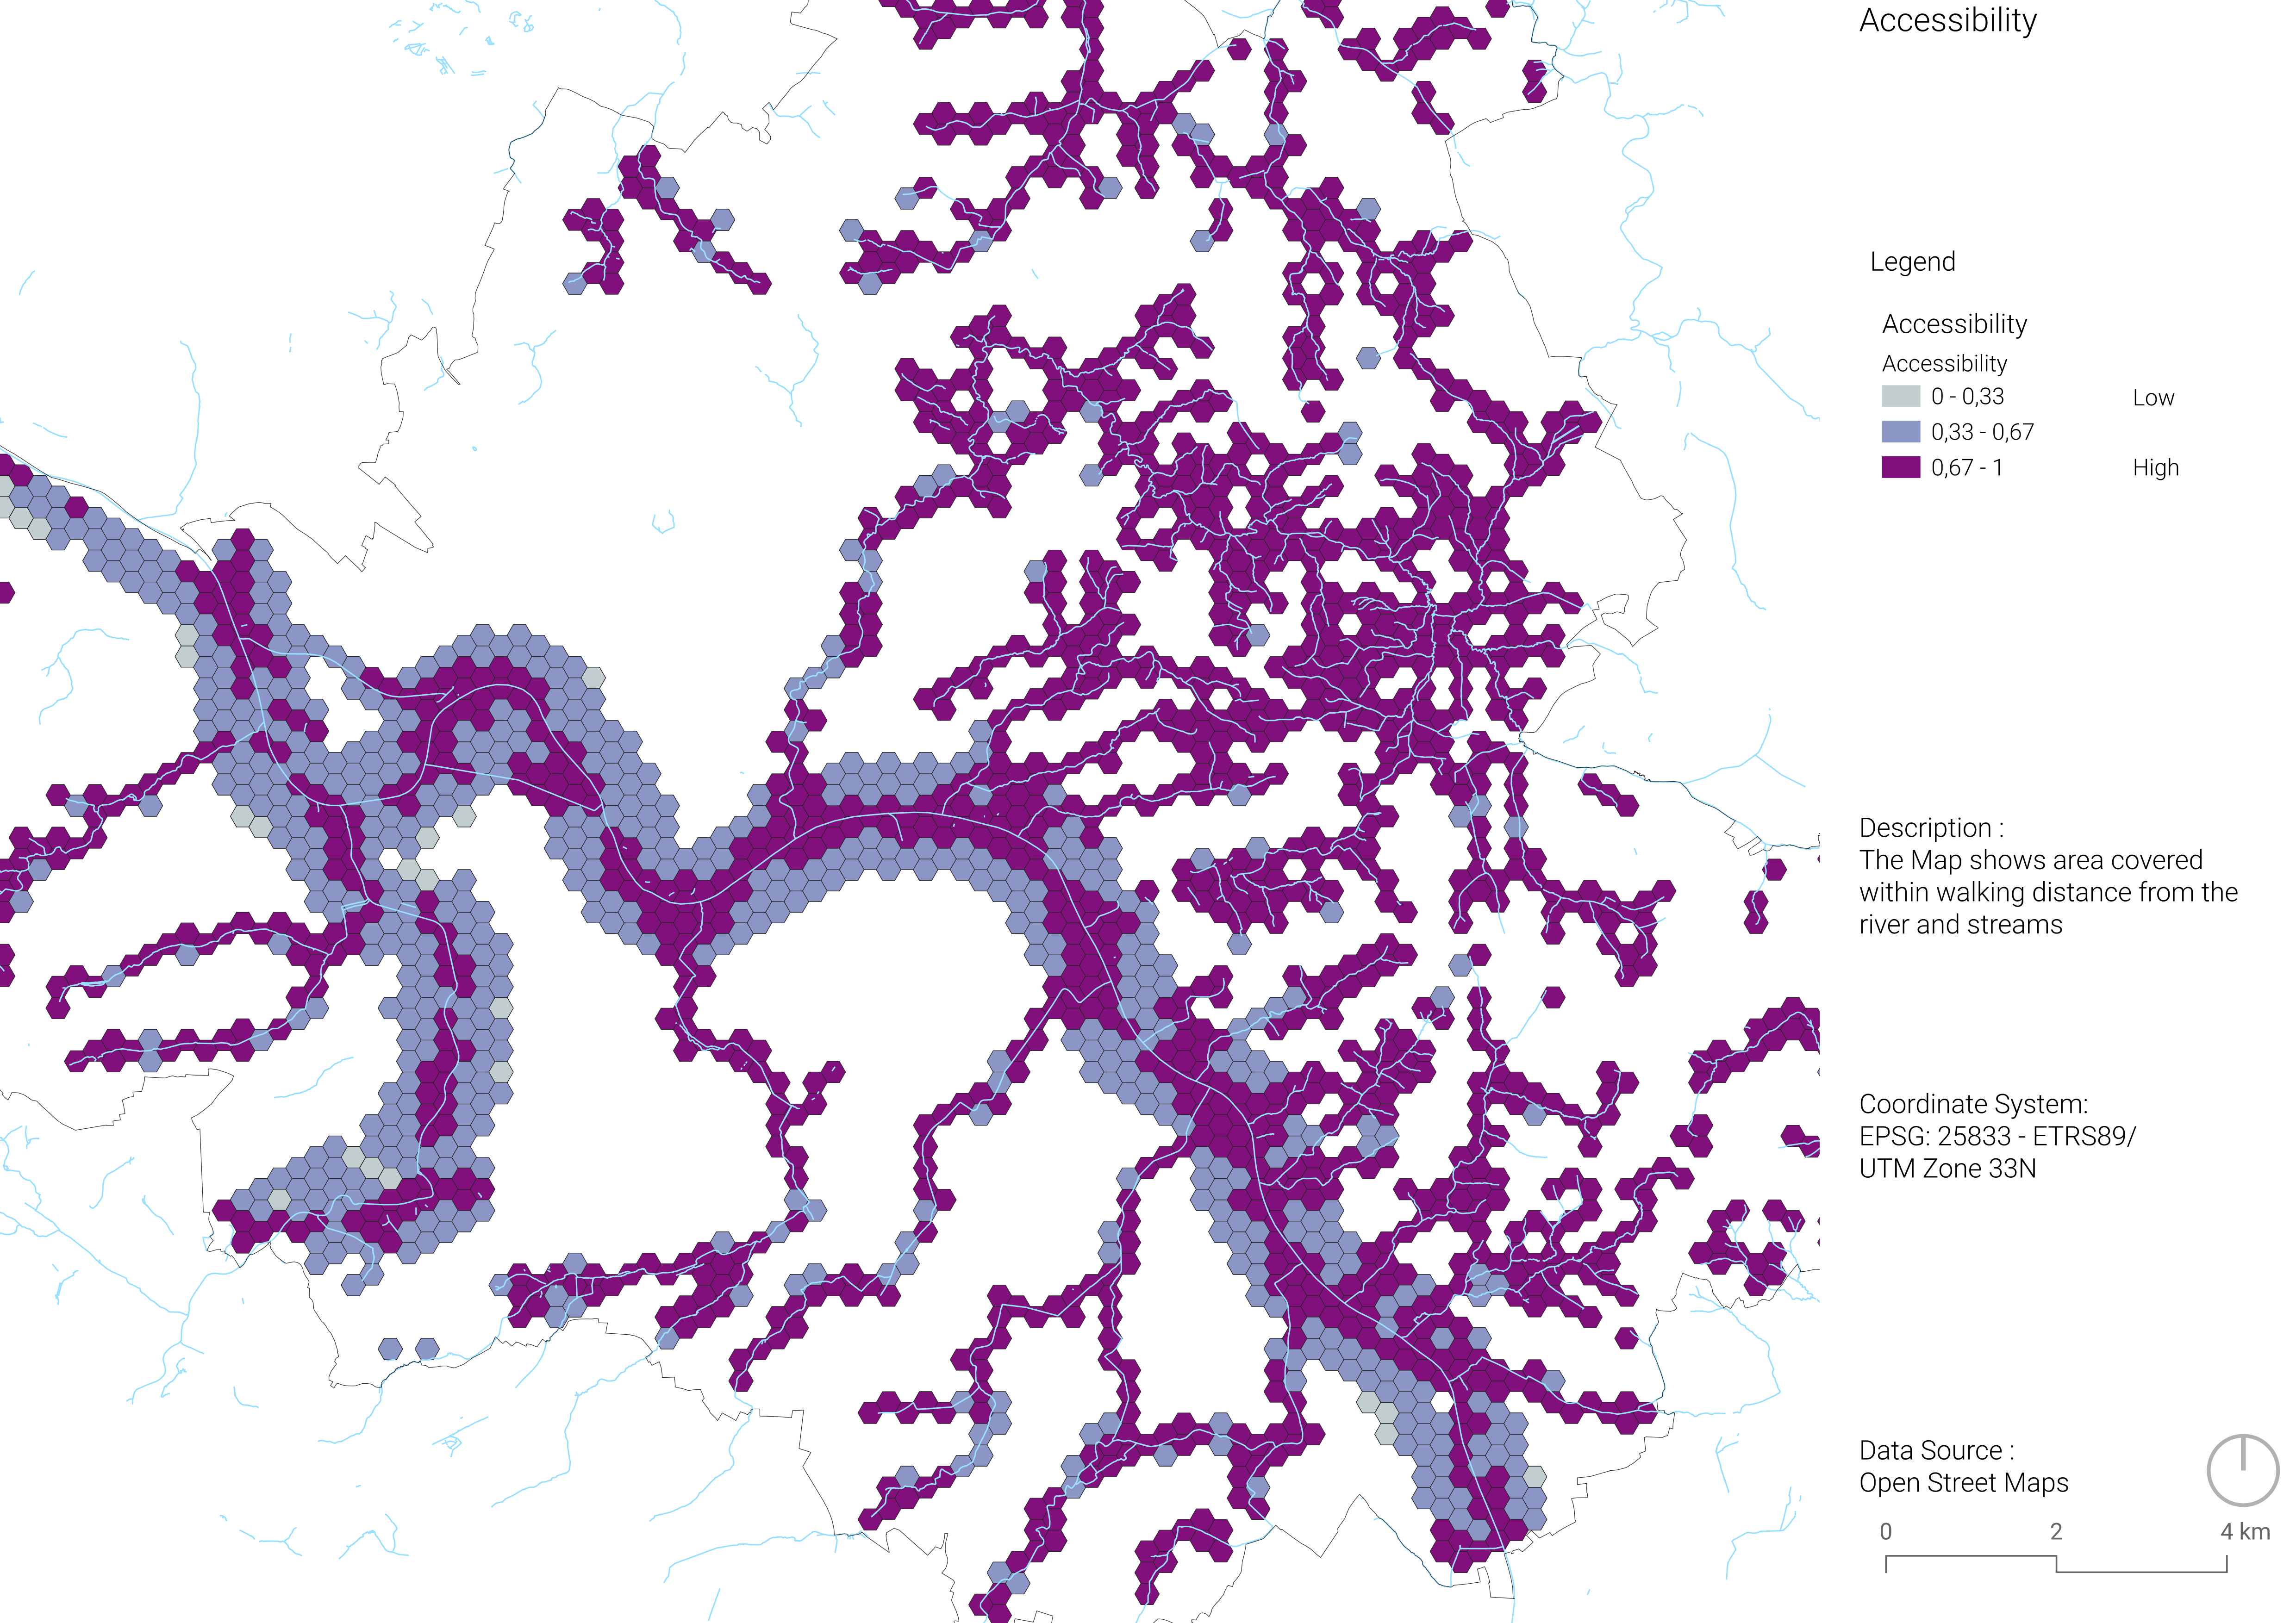 Accessibility
Legend
Accessibility
Accessibility
0 - 0,33 Low
0,33 - 0,67
0,67 - 1 High
Description :
The Map shows area covered
within walking distance from the
river and streams
Coordinate System:
EPSG: 25833 - ETRS89/
UTM Zone 33N
Data Source :
Open Street Maps
0 2 4 km